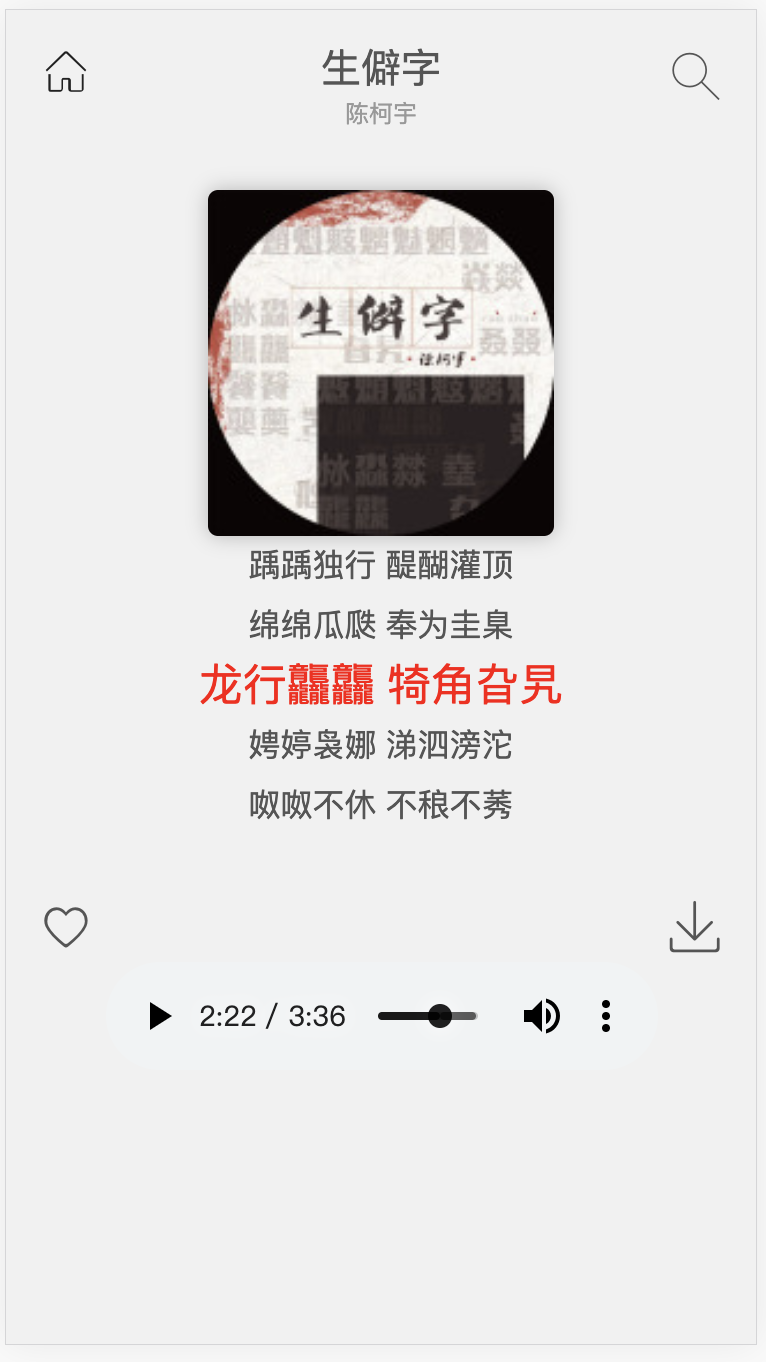 生僻字
陈柯宇
生僻字
陈柯宇
踽踽独行 醍醐灌顶
绵绵瓜瓞 奉为圭臬
龙行龘龘 犄角旮旯
娉婷袅娜 涕泗滂沱
呶呶不休 不稂不莠
2:22 / 3:36